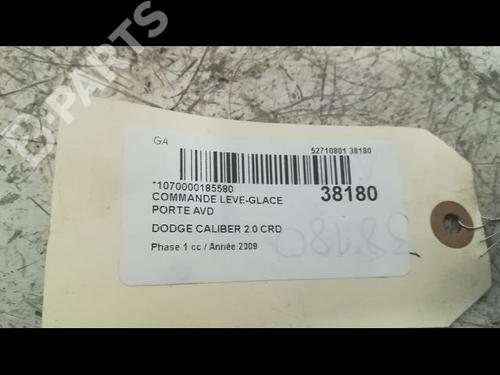 B-PARTS
GA
52710801 38180
*1070000185580
38180
COMMANDE LEVE-GLACE
PORTE AVD
DODGE CALIBER 2.0 CRD
Phase 1 cc / Année 2009
38180